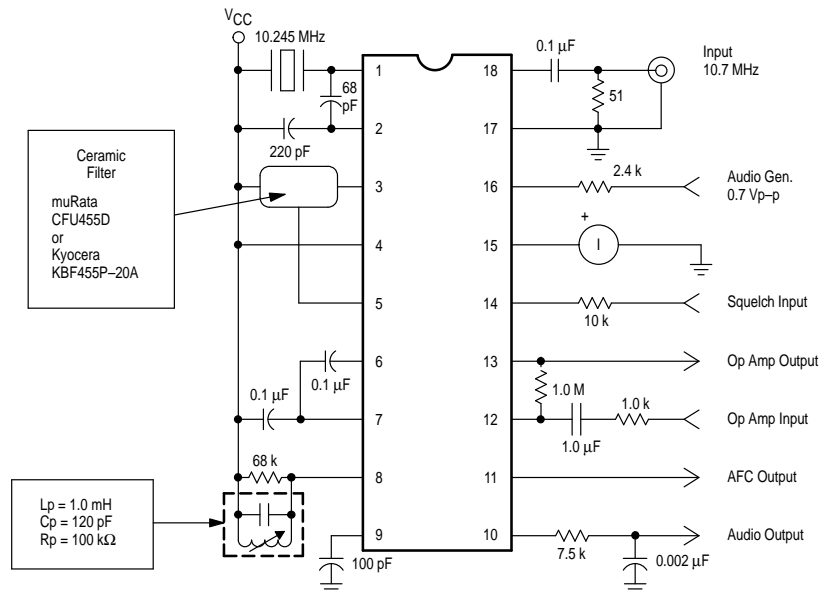 VCC
10.245 MHz
68
pF
220 pF
Ceramic
Filter
muRata
CFU455D
or
Kyocera
KBF455P–20A
0.1 µF
0.1 µF
68 k
Lp = 1.0 mH
Cp = 120 pF
Rp = 100 kΩ
100 pF
1
2
3
4
5
6
7
8
9
18
17
16
15
14
13
12
11
10
0.1 µF
Input
10.7 MHz
51
2.4 k
Audio Gen.
0.7 Vp–p
+
I
10 k
Squelch Input
Op Amp Output
1.0 M
1.0 k
Op Amp Input
1.0 µF
AFC Output
7.5 k
Audio Output
0.002 µF